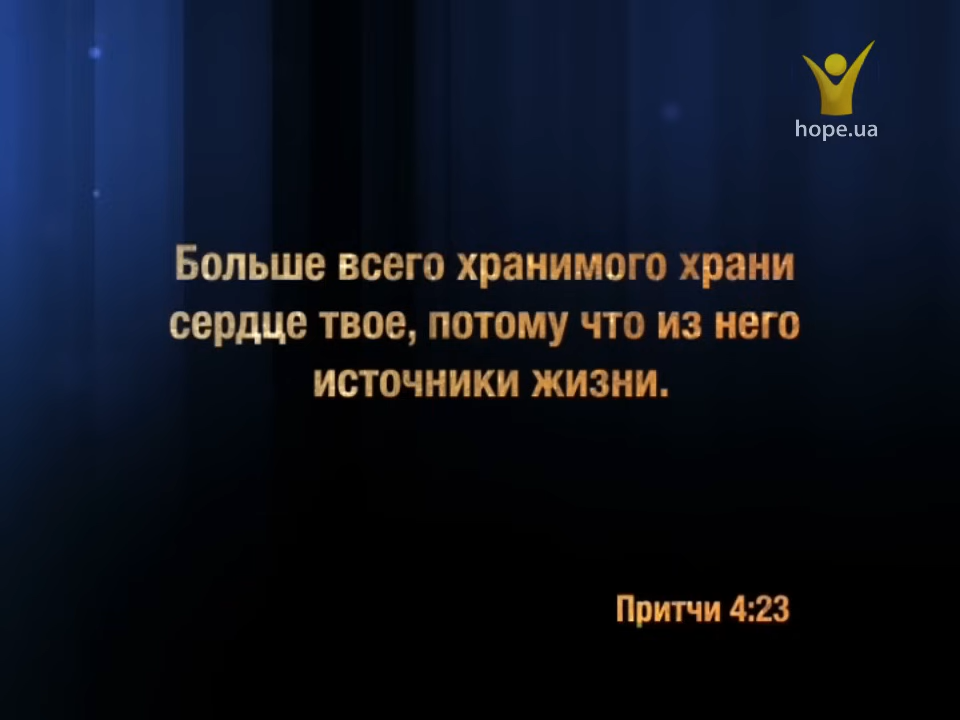 hope.ua
Больше всего хранимого храни
сердце твое, потому что из него
источники жизни.
Притчи 4:23